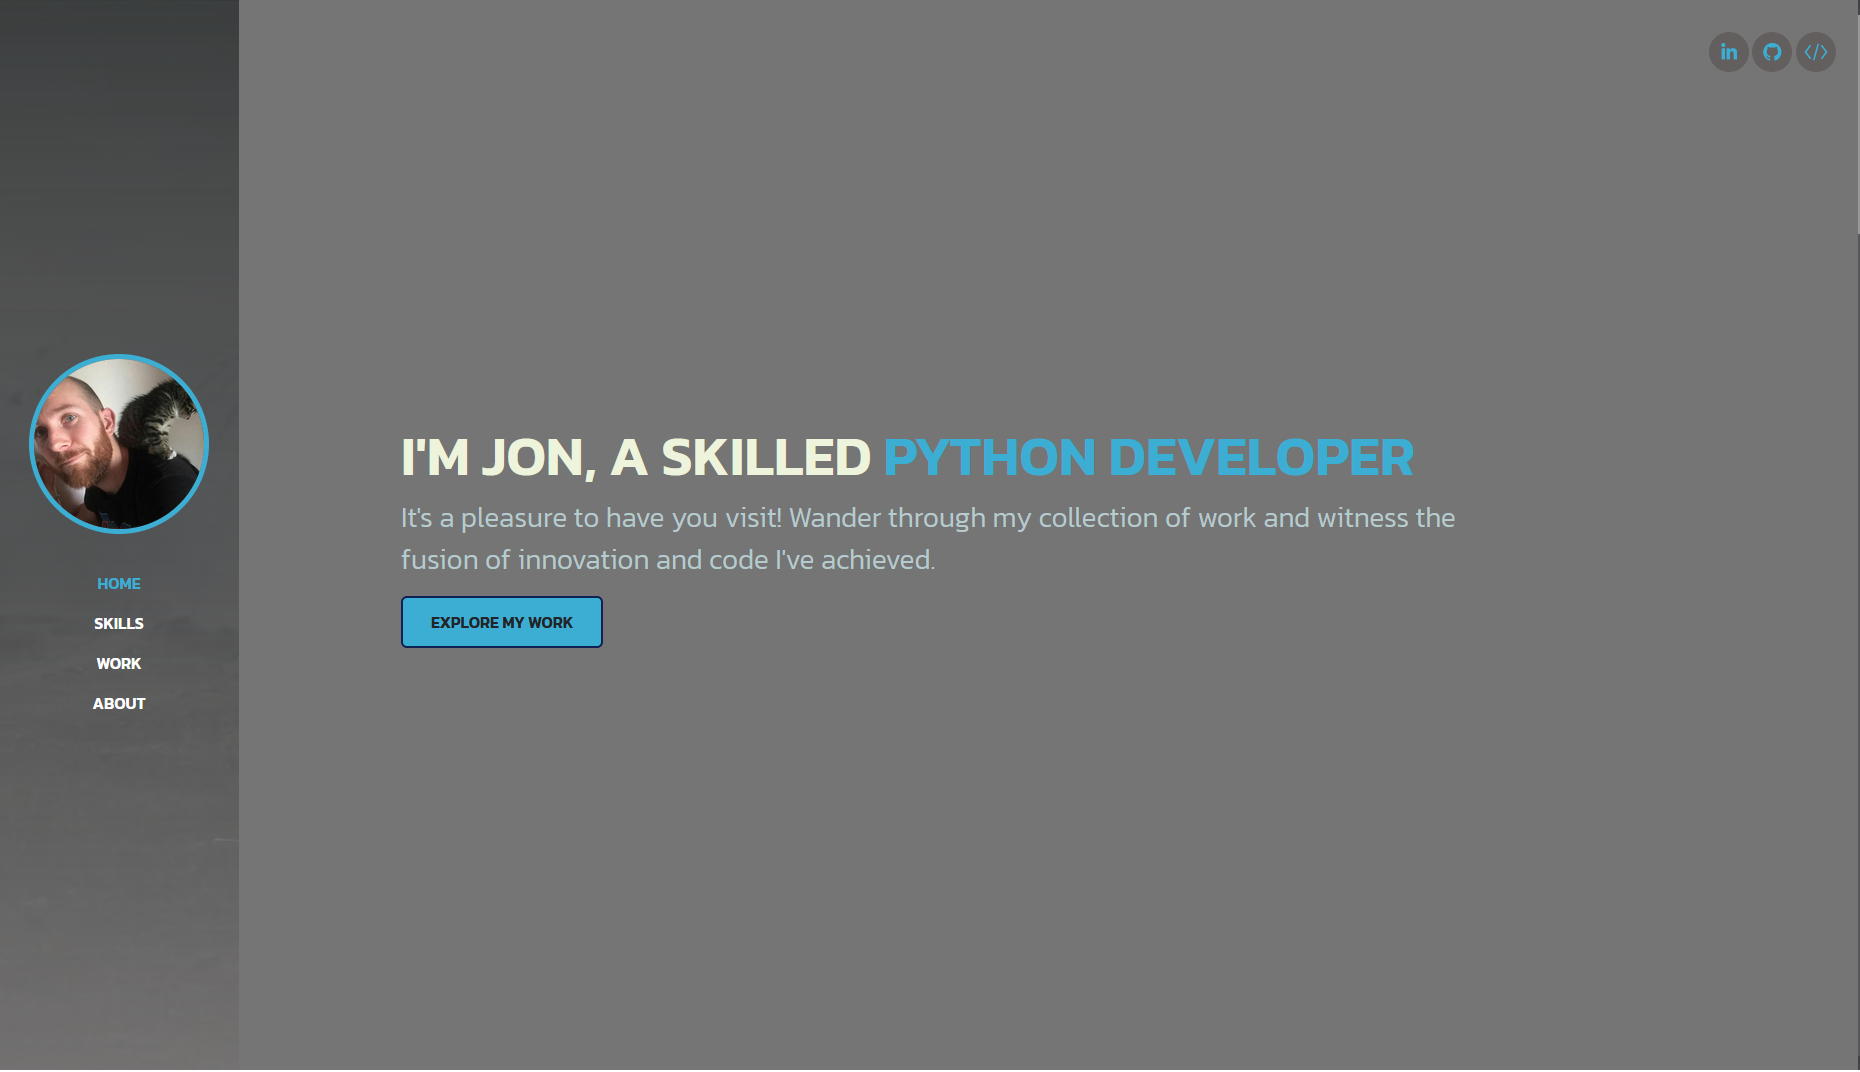 HOME
SKILLS
WORK
ABOUT
in
</>
I'M JON, A SKILLED PYTHON DEVELOPER
It's a pleasure to have you visit! Wander through my collection of work and witness the
fusion of innovation and code I've achieved.
EXPLORE MY WORK